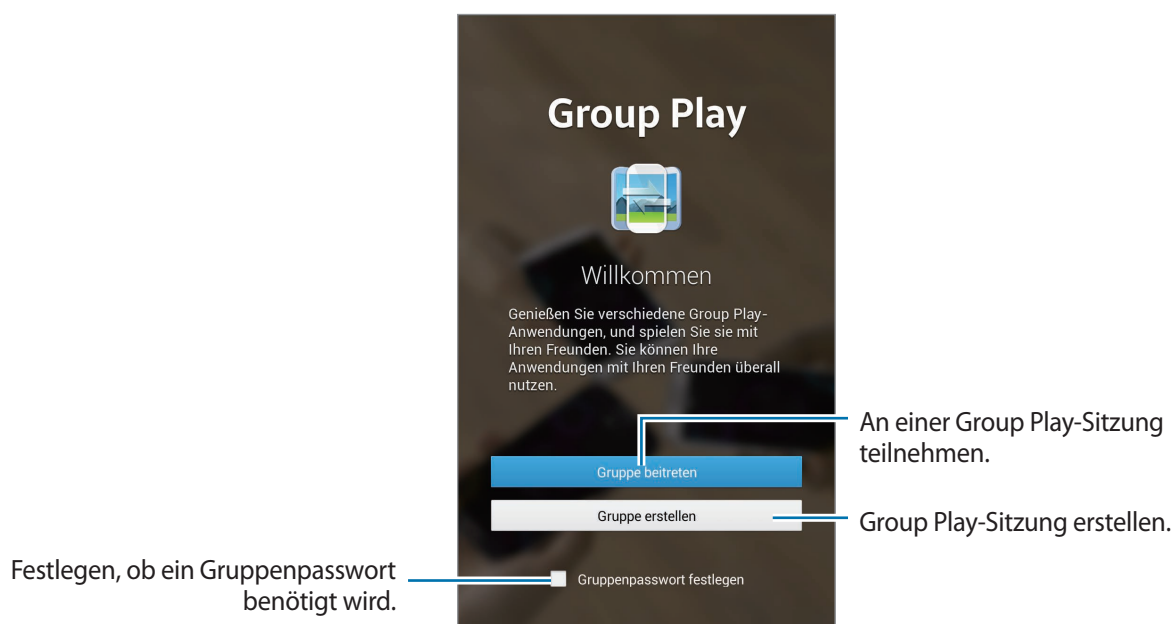 Group Play
Willkommen
Genießen Sie verschiedene Group Play-
Anwendungen, und spielen Sie sie mit
Ihren Freunden. Sie können Ihre
Anwendungen mit Ihren Freunden überall
nutzen.
An einer Group Play-Sitzung
teilnehmen.
Gruppe beitreten
Gruppe erstellen
Group Play-Sitzung erstellen.
Festlegen, ob ein Gruppenpasswort
benötigt wird.
Gruppenpasswort festlegen